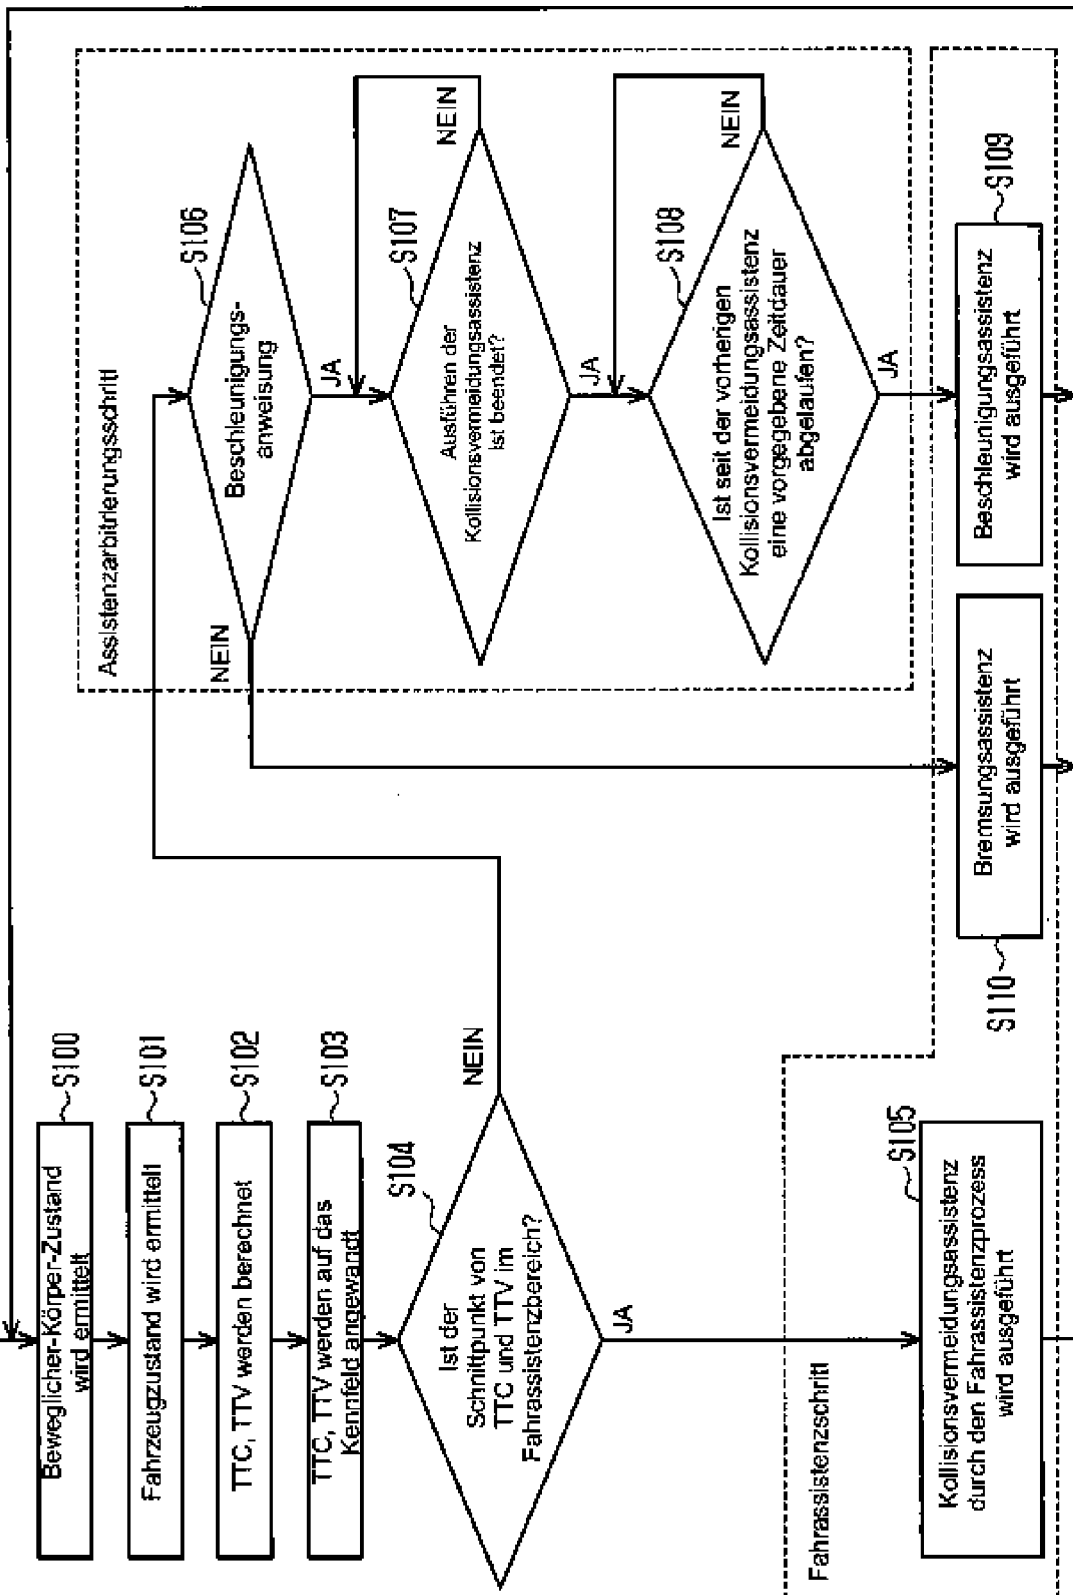 Beweglicher-Körper-Zustand
wird ermittelt
S100
Fahrzeugzustand wird ermittelt
S101
TTC, TTV werden berechnet
S102
TTC, TTV werden auf das
Kennfeld angewandt
S103
Ist der
Schnittpunkt von
TTC und TTV im
Fahrassistenzbereich?
S104
NEIN
JA
Assistenzarbitrierungsschritt
Beschleunigungs-
anweisung
S106
NEIN
JA
Ausführen der
Kollisionsvermeidungsassistenz
ist beendet?
S107
NEIN
JA
Ist seit der vorherigen
Kollisionsvermeidungsassistenz
eine vorgegebene Zeitdauer
abgelaufen?
S108
NEIN
JA
Fahrassistenzschritt
Kollisionsvermeidungsassistenz
durch den Fahrassistenzprozess
wird ausgeführt
S105
Bremsungsassistenz
wird ausgeführt
S110
Beschleunigungsassistenz
wird ausgeführt
S109